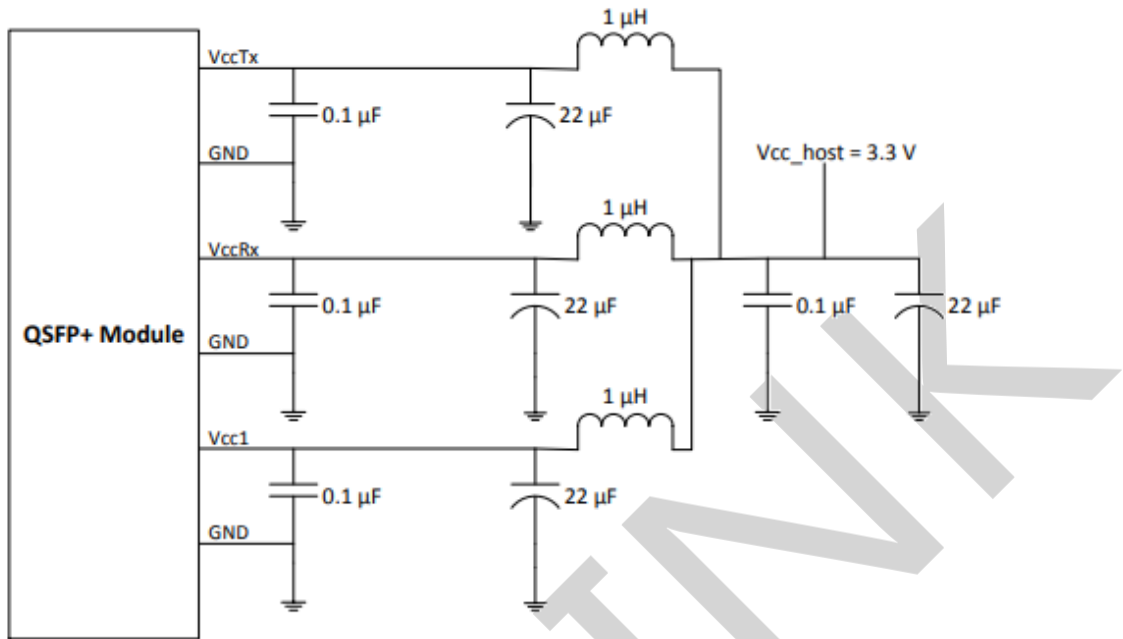 1 µH
VccTx
0.1 µF
22 µF
GND
Vcc_host = 3.3 V
1 µH
VccRx
0.1 µF
22 µF
0.1 µF
22 µF
QSFP+ Module
GND
1 µH
Vcc1
0.1 µF
22 µF
GND
INK